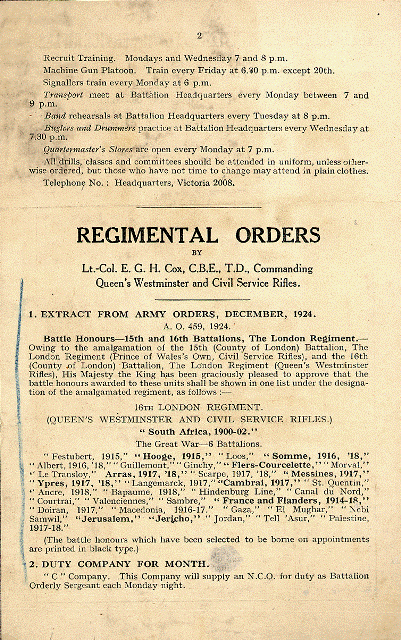 2
Recruit Training. Mondays and Wednesday 7 and 8 p.m.
Machine Gun Platoon. Train every Friday at 6.30 p.m. except 20th.
Signallers train every Monday at 6 p.m.
Transport meet at Battalion Headquarters every Monday between 7 and
9 p.m.
Band rehearsals at Battalion Headquarters every Tuesday at 8 p.m.
Buglers and Drummers practice at Battalion Headquarters every Wednesday at
7.30 p.m.
Quartermaster's Stores are open every Monday at 7 p.m.
All drills, classes and committees should be attended in uniform, unless other-
wise ordered, but those who have not time to change may attend in plain clothes.
Telephone No. : Headquarters, Victoria 2008.
REGIMENTAL ORDERS
BY
Lt.-Col. E. G. H. Cox, C.B.E., T.D., Commanding
Queen's Westminster and Civil Service Rifles.
1. EXTRACT FROM ARMY ORDERS, DECEMBER, 1924.
A. O. 459, 1924.
Battle Honours—15th and 16th Battalions, The London Regiment.—
Owing to the amalgamation of the 15th (County of London) Battalion, The
London Regiment (Prince of Wales's Own, Civil Service Rifles), and the 16th
(County of London) Battalion, The London Regiment (Queen's Westminster
Rifles), His Majesty the King has been graciously pleased to approve that the
battle honours awarded to these units shall be shown in one list under the designa-
tion of the amalgamated regiment, as follows :—
16TH LONDON REGIMENT.
(QUEEN'S WESTMINSTER AND CIVIL SERVICE RIFLES.)
" South Africa, 1900-02."
The Great War—6 Battalions.
" Festubert, 1915," " Hooge, 1915," " Loos," " Somme, 1916, '18,"
" Albert, 1916, '18," " Guillemont," " Ginchy," " Flers-Courcelette," " Morval,"
" Le Transloy," Arras, 1917, '18," " Scarpe, 1917, '18," " Messines, 1917,"
" Ypres, 1917, '18," " Langemarck, 1917," " Cambrai, 1917," " St. Quentin,"
" Ancre, 1918," " Bapaume, 1918," " Hindenburg Line," " Canal du Nord,"
" Courtrai," " Valenciennes," " Sambre," " France and Flanders, 1914-18,"
" Doiran, 1917," " Macedonia, 1916-17." " Gaza," " El Mughar," " Nebi
Samwil," " Jerusalem," " Jericho," " Jordan," " Tell 'Asur," " Palestine,
1917-18."
(The battle honours which have been selected to be borne on appointments
are printed in black type.)
2. DUTY COMPANY FOR MONTH.
" C " Company. This Company will supply an N.C.O. for duty as Battalion
Orderly Sergeant each Monday night.